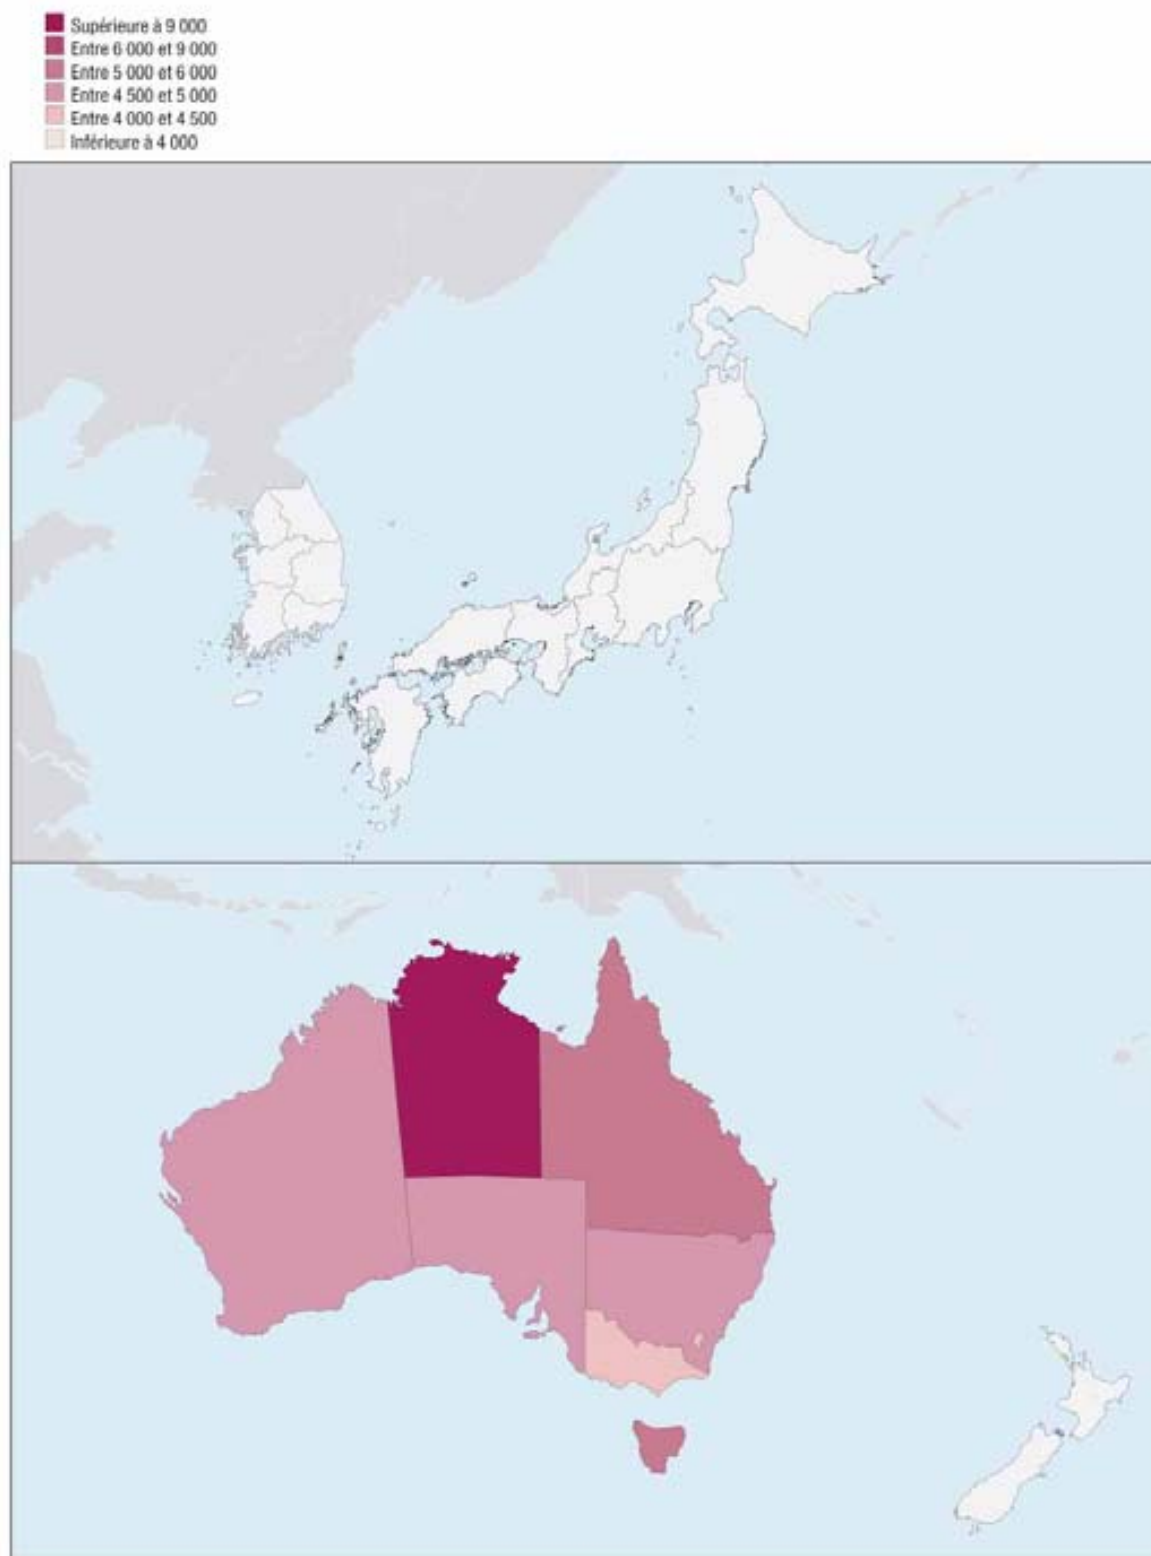 Supérieure à 9 000
Entre 6 000 et 9 000
Entre 5 000 et 6 000
Entre 4 500 et 5 000
Entre 4 000 et 4 500
Inférieure à 4 000